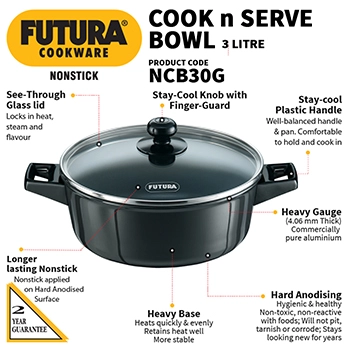 FUTURA®
COOKWARE
NONSTICK
COOK n SERVE
BOWL 3 LITRE
PRODUCT CODE
NCB30G
See-Through
Glass lid
Locks in heat,
steam and
flavour
Stay-Cool Knob with
Finger-Guard
Stay-cool
Plastic Handle
Well-balanced handle
& pan. Comfortable
to hold and cook in
FUTURA
Heavy Gauge
(4.06 mm Thick)
Commercially
pure aluminium
Longer
lasting Nonstick
Nonstick applied
on Hard Anodised
Surface
2
YEAR
GUARANTEE
Heavy Base
Heats quickly & evenly
Retains heat well
More stable
Hard Anodising
Hygienic & healthy
Non-toxic, non-reactive
with foods; Will not pit,
tarnish or corrode; Stays
looking new for years